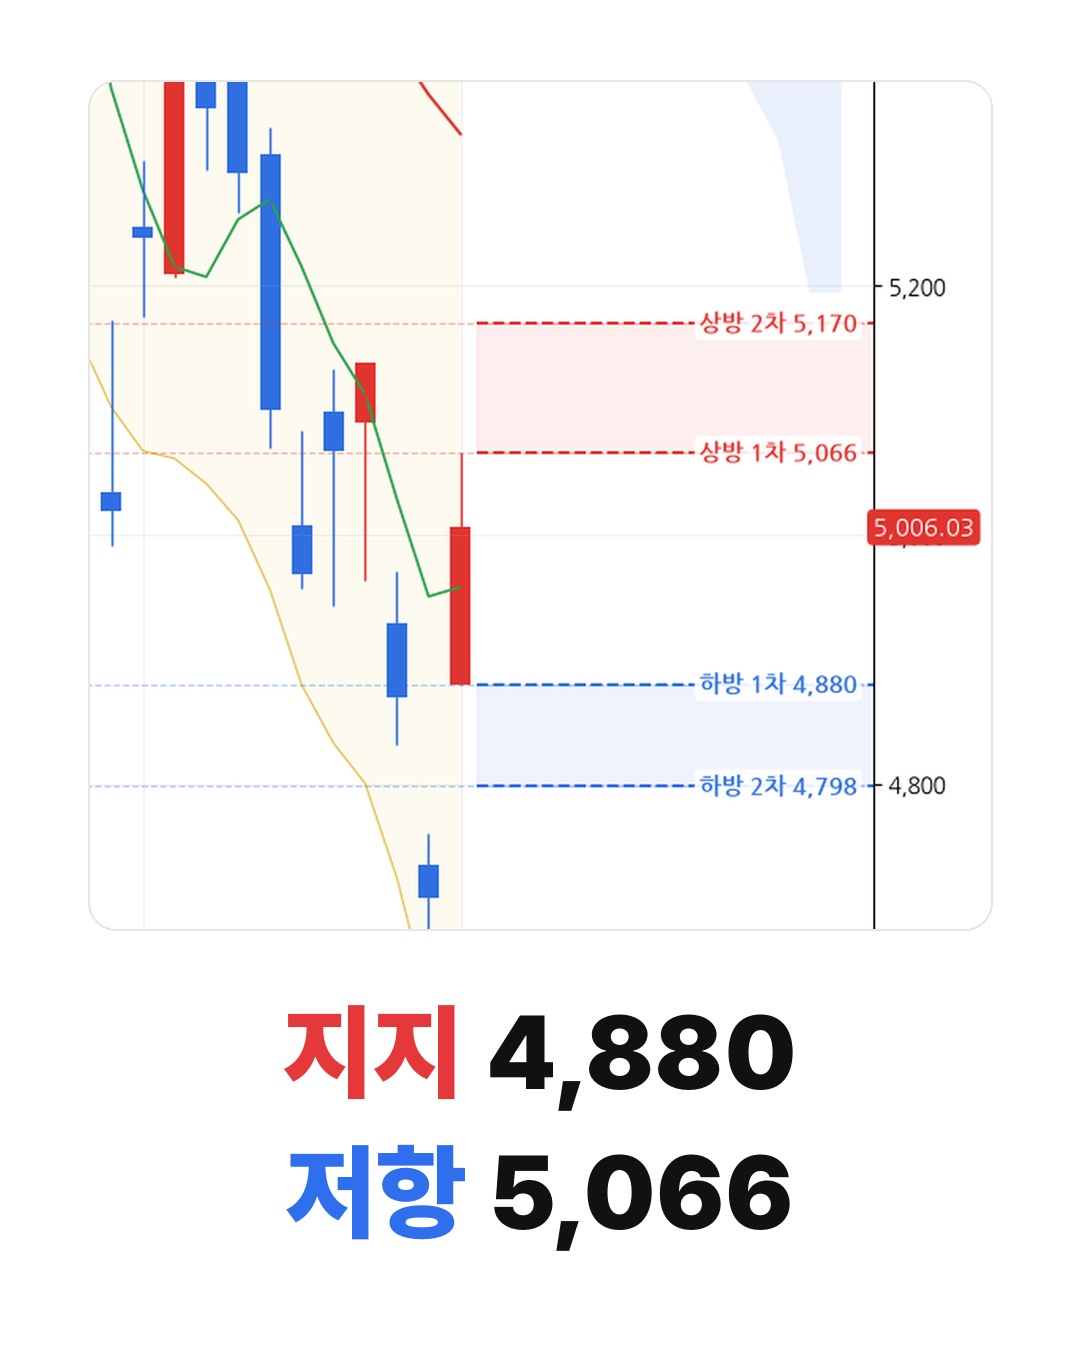 5,200
상방 2차 5,170
상방 1차 5,066
5,006.03
하방 1차 4,880
하방 2차 4,798
4,800
지지 4,880
저항 5,066